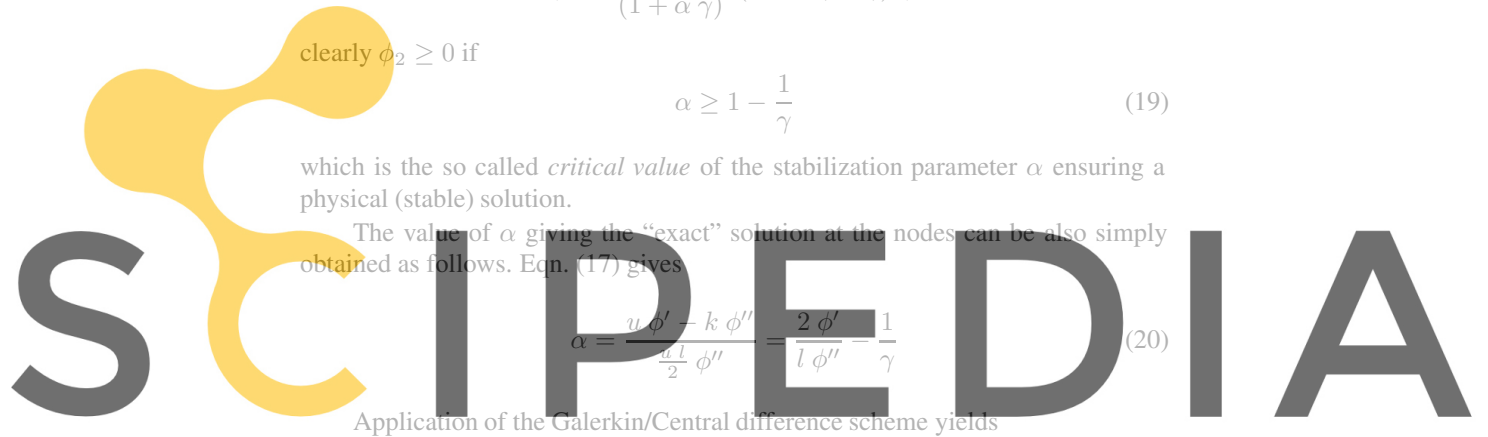 (1 + α γ)
clearly ϕ₂ ≥ 0 if
α ≥ 1 − 1/γ (19)
which is the so called critical value of the stabilization parameter α ensuring a
physical (stable) solution.
The value of α giving the “exact” solution at the nodes can be also simply
obtained as follows. Eqn. (17) gives
α = (u ϕ′ − k ϕ″)/((u l/2) ϕ″) = (2 ϕ′)/(l ϕ″) − 1/γ (20)
SCIPEDIA
Application of the Galerkin/Central difference scheme yields